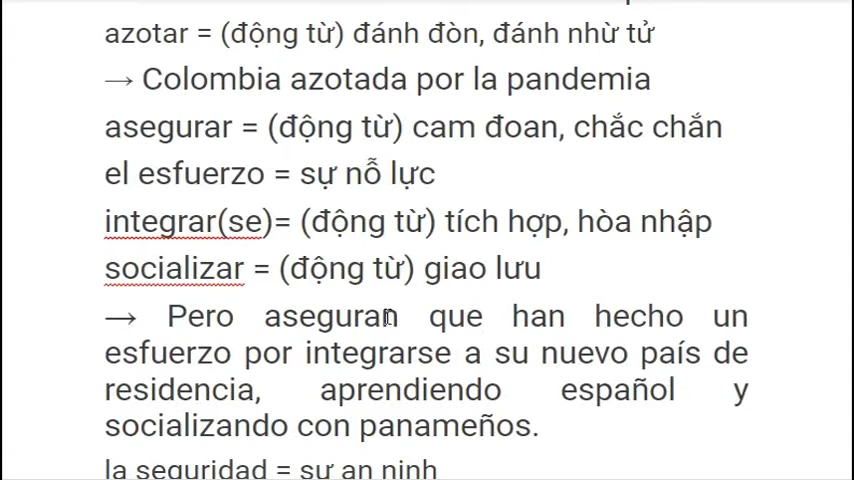 azotar = (động từ) đánh đòn, đánh nhừ tử
→ Colombia azotada por la pandemia
asegurar = (động từ) cam đoan, chắc chắn
el esfuerzo = sự nỗ lực
integrar(se)= (động từ) tích hợp, hòa nhập
socializar = (động từ) giao lưu
→ Pero aseguran que han hecho un
esfuerzo por integrarse a su nuevo país de
residencia, aprendiendo español y
socializando con panameños.
la seguridad = sự an ninh